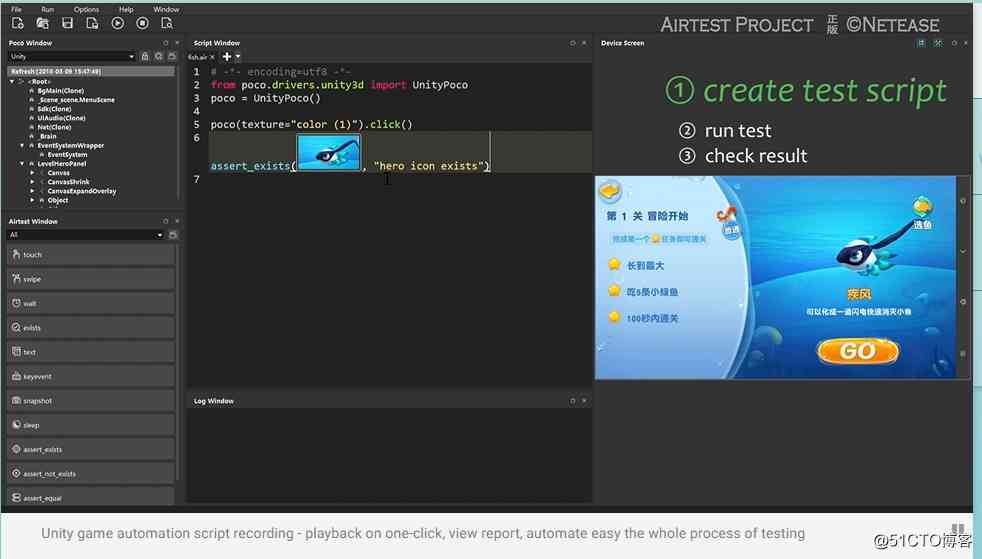 File Run Options Help Window
AIRTEST PROJECT 正版 ©NETEASE
Poco Window
Unity
Refresh [2018-03-09 15:47:49]
<Root>
BgMain(Clone)
_Scene_scene.MenuScene
Sdk(Clone)
UIAudio(Clone)
Net(Clone)
_Brain
EventSystemWrapper
EventSystem
LevelHeroPanel
Canvas
CanvasShrink
CanvasExpandOverlay
Object
Airtest Window
All
touch
swipe
wait
exists
text
keyevent
snapshot
sleep
assert_exists
assert_not_exists
assert_equal
Script Window
fish.air ×
1 # -*- encoding=utf8 -*-
2 from poco.drivers.unity3d import UnityPoco
3 poco = UnityPoco()
4
5 poco(texture="color (1)").click()
6
assert_exists( , "hero icon exists")
7
Log Window
Device Screen
① create test script
② run test
③ check result
第 1 关 冒险开始
完成第一个 任务即可通关
长到最大
吃5条小绿鱼
100秒内通关
选鱼
疾风
可以化成一道闪电快速消灭小鱼
GO
Unity game automation script recording - playback on one-click, view report, automate easy the whole process of testing
@51CTO博客